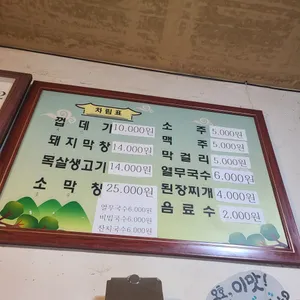 차림표
껍데기 10,000원
돼지막창 14,000원
목살생고기 14,000원
소막창 25,000원
열무국수 6,000원
비빔국수 6,000원
잔치국수 6,000원
소주 5,000원
맥주 5,000원
막걸리 5,000원
열무국수 6,000원
된장찌개 4,000원
음료수 2,000원
이맛!